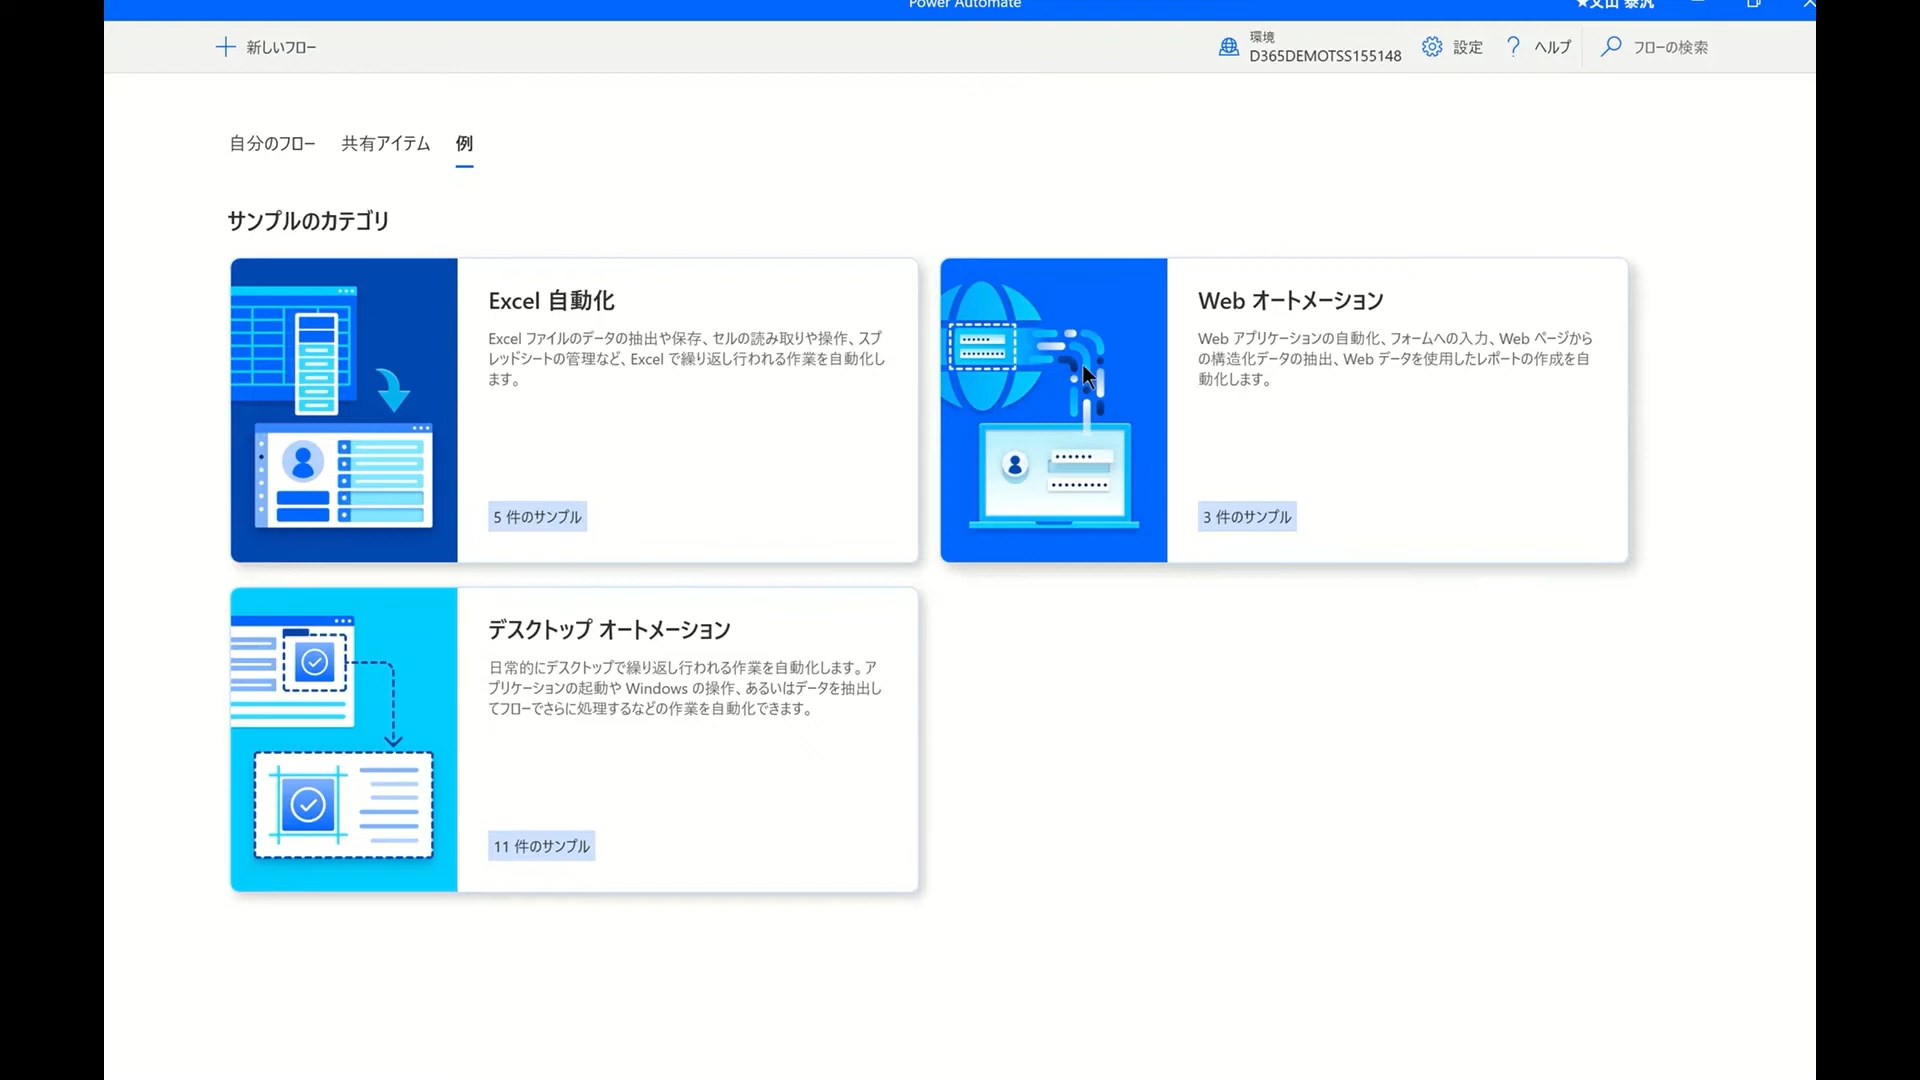 Power Automate
新しいフロー
環境
D365DEMOTSS155148
設定
ヘルプ
フローの検索
自分のフロー
共有アイテム
例
サンプルのカテゴリ
Excel 自動化
Excel ファイルのデータの抽出や保存、セルの読み取りや操作、スプ
レッドシートの管理など、Excel で繰り返し行われる作業を自動化し
ます。
5 件のサンプル
Web オートメーション
Web アプリケーションの自動化、フォームへの入力、Web ページから
の構造化データの抽出、Web データを使用したレポートの作成を自
動化します。
3 件のサンプル
デスクトップ オートメーション
日常的にデスクトップで繰り返し行われる作業を自動化します。ア
プリケーションの起動や Windows の操作、あるいはデータを抽出し
てフローでさらに処理するなどの作業を自動化できます。
11 件のサンプル